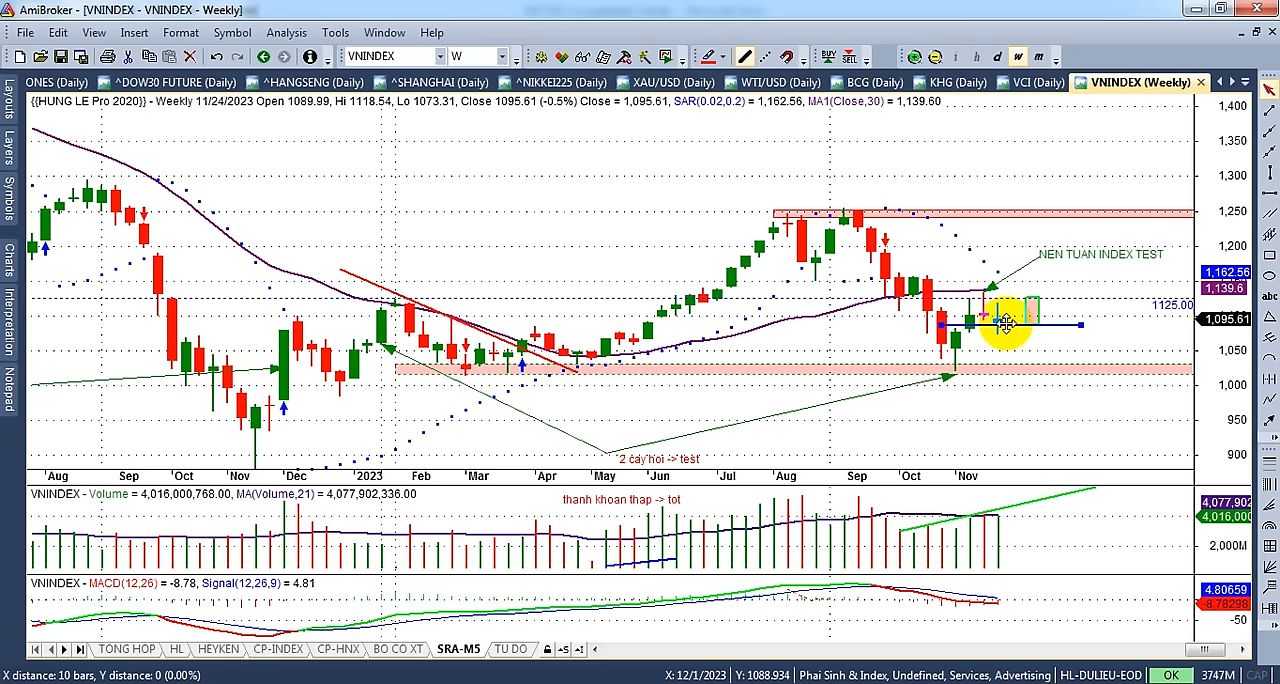 AmiBroker - [VNINDEX - VNINDEX - Weekly]
File Edit View Insert Format Symbol Analysis Tools Window Help
VNINDEX W BUY SELL i h d w m
ONES (Daily) ^DOW30 FUTURE (Daily) ^HANGSENG (Daily) ^SHANGHAI (Daily) ^NIKKEI225 (Daily) XAU/USD (Daily) WTI/USD (Daily) BCG (Daily) KHG (Daily) VCI (Daily) VNINDEX (Weekly)
Layouts
Layers
Symbols
Charts
Interpretation
Notepad
abc
{{HUNG LE Pro 2020}} - Weekly 11/24/2023 Open 1089.99, Hi 1118.54, Lo 1073.31, Close 1095.61 (-0.5%) Close = 1,095.61, SAR(0.02,0.2) = 1,162.56, MA1(Close,30) = 1,139.60
1,400
1,350
1,300
1,250
1,200
NEN TUAN INDEX TEST
1,162.56
1,139.6
1125.00
1,095.61
1,050
1,000
950
900
2 cay hoi -> test
Aug Sep Oct Nov Dec 2023 Feb Mar Apr May Jun Jul Aug Sep Oct Nov
VNINDEX - Volume = 4,016,000,768.00, MA(Volume,21) = 4,077,902,336.00
thanh khoan thap -> tot
4,077,902
4,016,000
2,000M
VNINDEX - MACD(12,26) = -8.78, Signal(12,26,9) = 4.81
4.80659
-8.78298
-50
TONG HOP HL HEYKEN CP-INDEX CP-HNX BO CO XT SRA-M5 TU DO
X distance: 10 bars, Y distance: 0 (0.00%) X: 12/1/2023 Y: 1088.934 Phai Sinh & Index, Undefined, Services, Advertising HL-DULIEU-EOD OK 3747M CAP